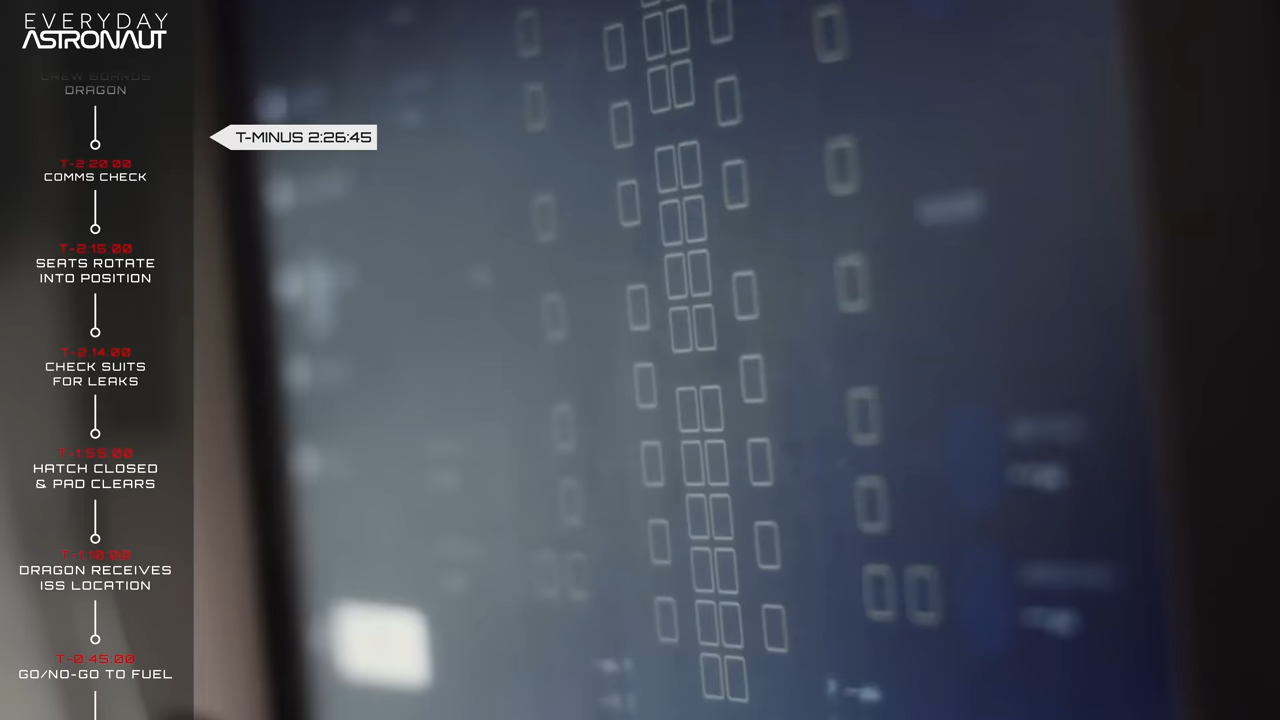 EVERYDAY
ASTRONAUT
CREW BOARDS
DRAGON
T-MINUS 2:26:45
T-2:20:00
COMMS CHECK
T-2:15:00
SEATS ROTATE
INTO POSITION
T-2:14:00
CHECK SUITS
FOR LEAKS
T-1:55:00
HATCH CLOSED
& PAD CLEARS
T-1:10:00
DRAGON RECEIVES
ISS LOCATION
T-0:45:00
GO/NO-GO TO FUEL